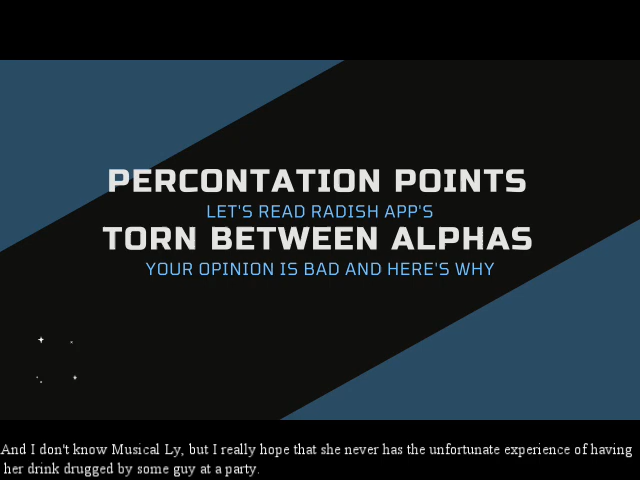 PERCONTATION POINTS
LET'S READ RADISH APP'S
TORN BETWEEN ALPHAS
YOUR OPINION IS BAD AND HERE'S WHY
And I don't know Musical Ly, but I really hope that she never has the unfortunate experience of having
her drink drugged by some guy at a party.